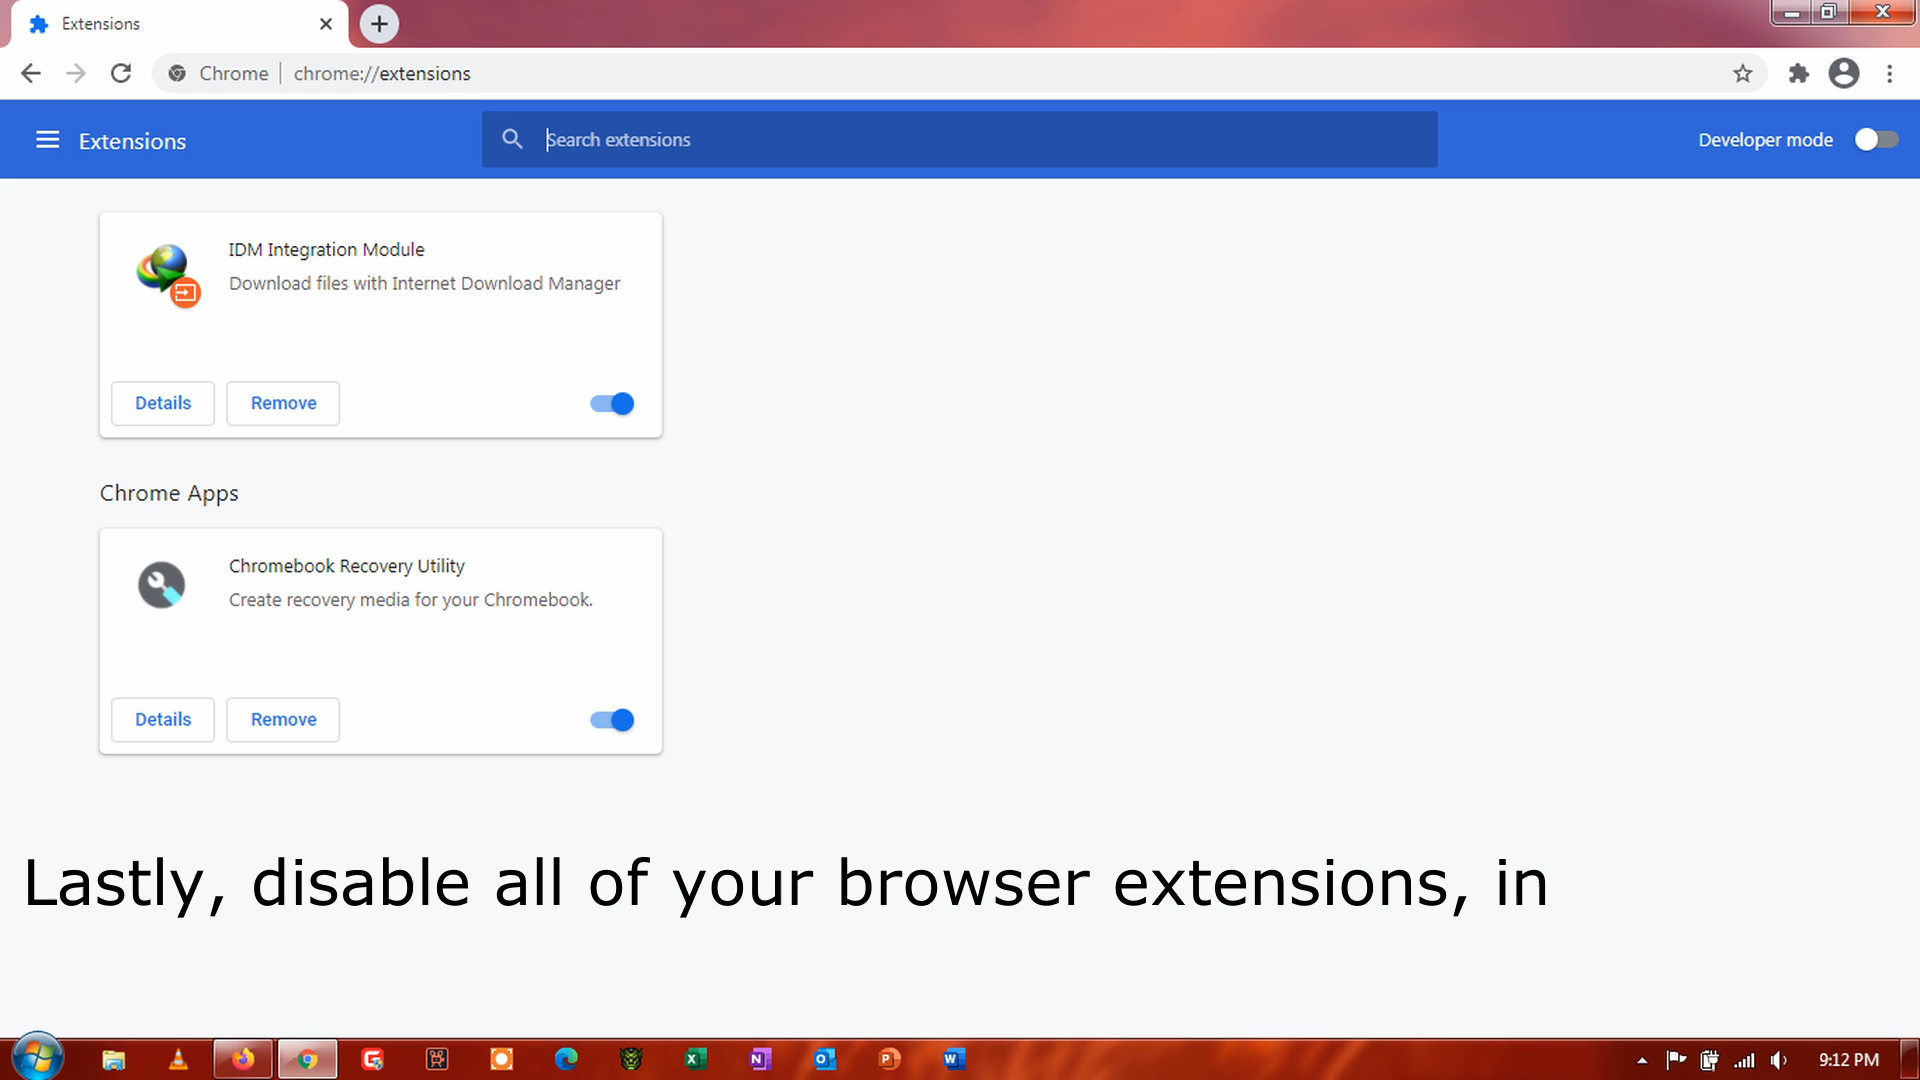 Extensions
Chrome | chrome://extensions
Extensions
Search extensions
Developer mode
IDM Integration Module
Download files with Internet Download Manager
Details
Remove
Chrome Apps
Chromebook Recovery Utility
Create recovery media for your Chromebook.
Details
Remove
Lastly, disable all of your browser extensions, in
9:12 PM